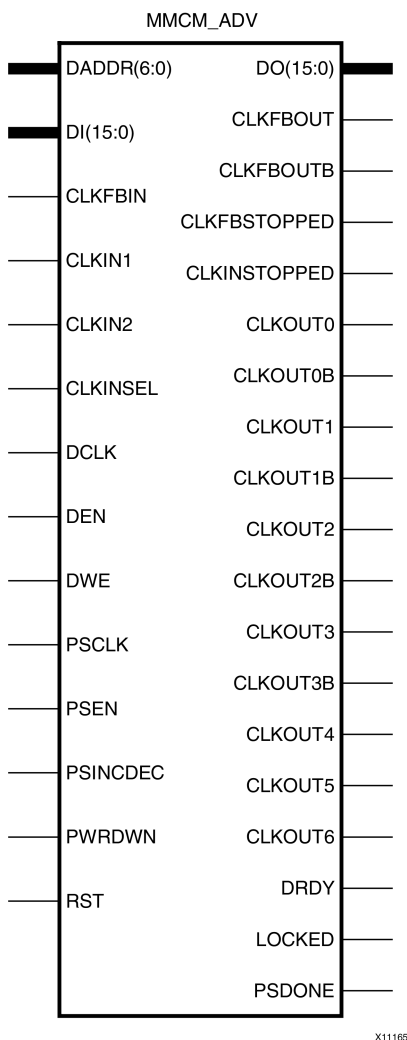 MMCM_ADV
DADDR(6:0)
DI(15:0)
CLKFBIN
CLKIN1
CLKIN2
CLKINSEL
DCLK
DEN
DWE
PSCLK
PSEN
PSINCDEC
PWRDWN
RST
DO(15:0)
CLKFBOUT
CLKFBOUTB
CLKFBSTOPPED
CLKINSTOPPED
CLKOUT0
CLKOUT0B
CLKOUT1
CLKOUT1B
CLKOUT2
CLKOUT2B
CLKOUT3
CLKOUT3B
CLKOUT4
CLKOUT5
CLKOUT6
DRDY
LOCKED
PSDONE
X11165